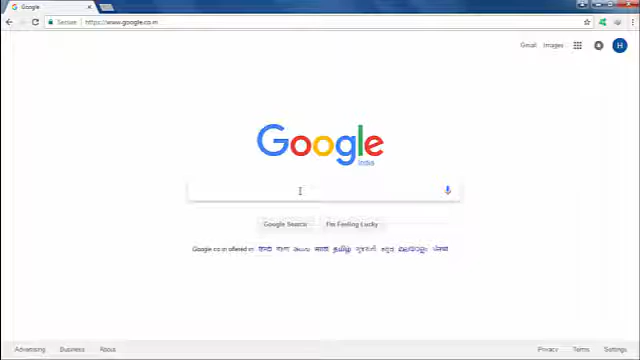 Google
Secure https://www.google.co.in
Gmail Images H
Google
India
Google Search I'm Feeling Lucky
Google.co.in offered in: हिन्दी বাংলা తెలుగు मराठी தமிழ் ગુજરાતી ಕನ್ನಡ മലയാളം ਪੰਜਾਬੀ
Advertising Business About Privacy Terms Settings